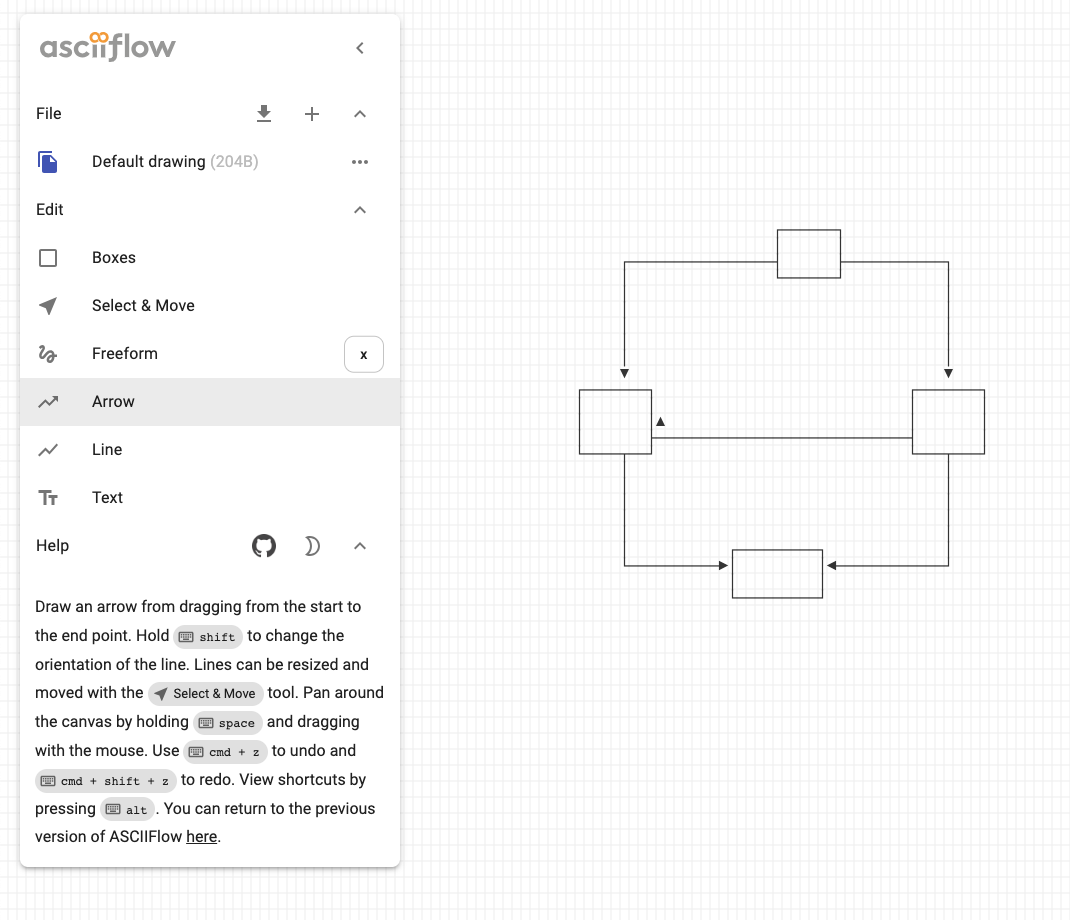 asciiflow
File
Default drawing (204B)
Edit
Boxes
Select & Move
Freeform x
Arrow
Line
Text
Help
Draw an arrow from dragging from the start to
the end point. Hold shift to change the
orientation of the line. Lines can be resized and
moved with the Select & Move tool. Pan around
the canvas by holding space and dragging
with the mouse. Use cmd + z to undo and
cmd + shift + z to redo. View shortcuts by
pressing alt. You can return to the previous
version of ASCIIFlow here.